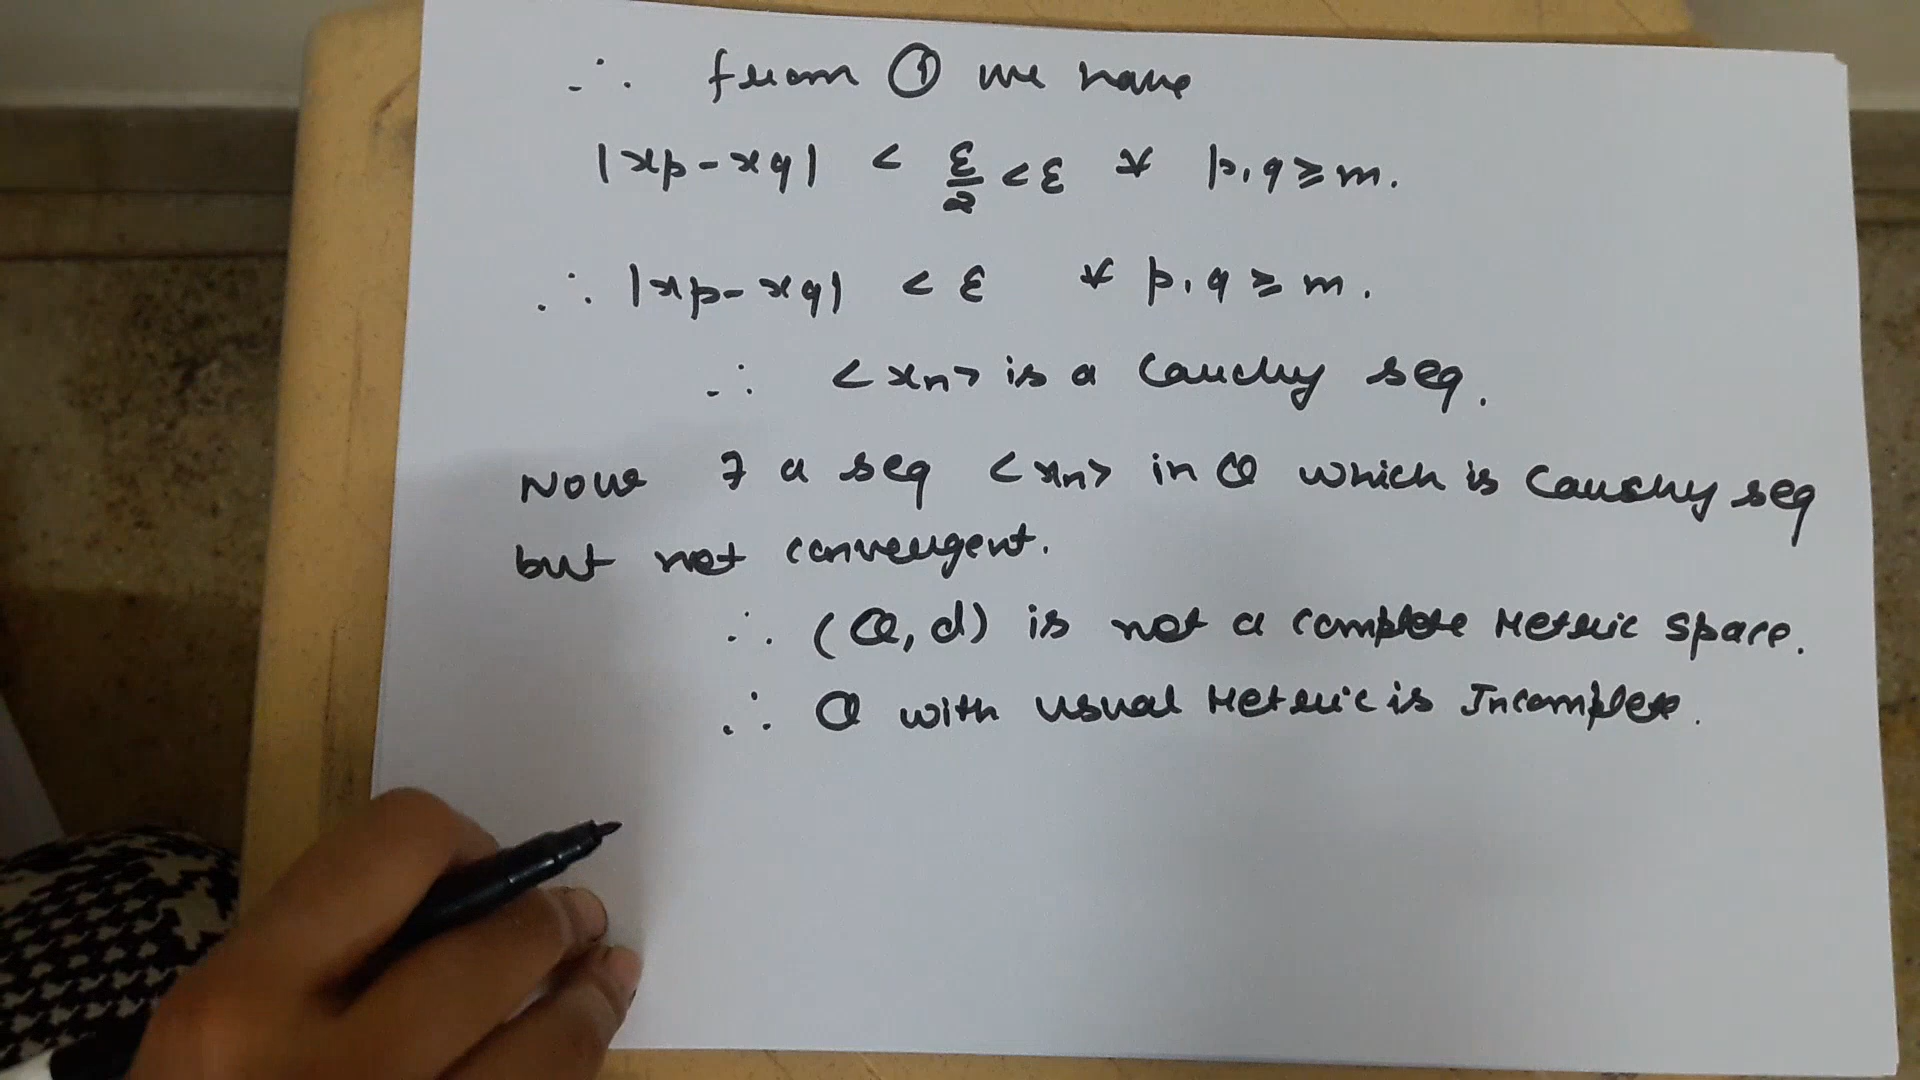 ∴ from ① we have
|xp - xq| < ε/2 < ε ∀ p, q ≥ m.
∴ |xp - xq| < ε ∀ p, q ≥ m.
∴ <xn> is a Cauchy seq.
Now ∃ a seq <xn> in Q which is Cauchy seq
but not convergent.
∴ (Q, d) is not a complete Metric space.
∴ Q with usual Metric is Incomplete.